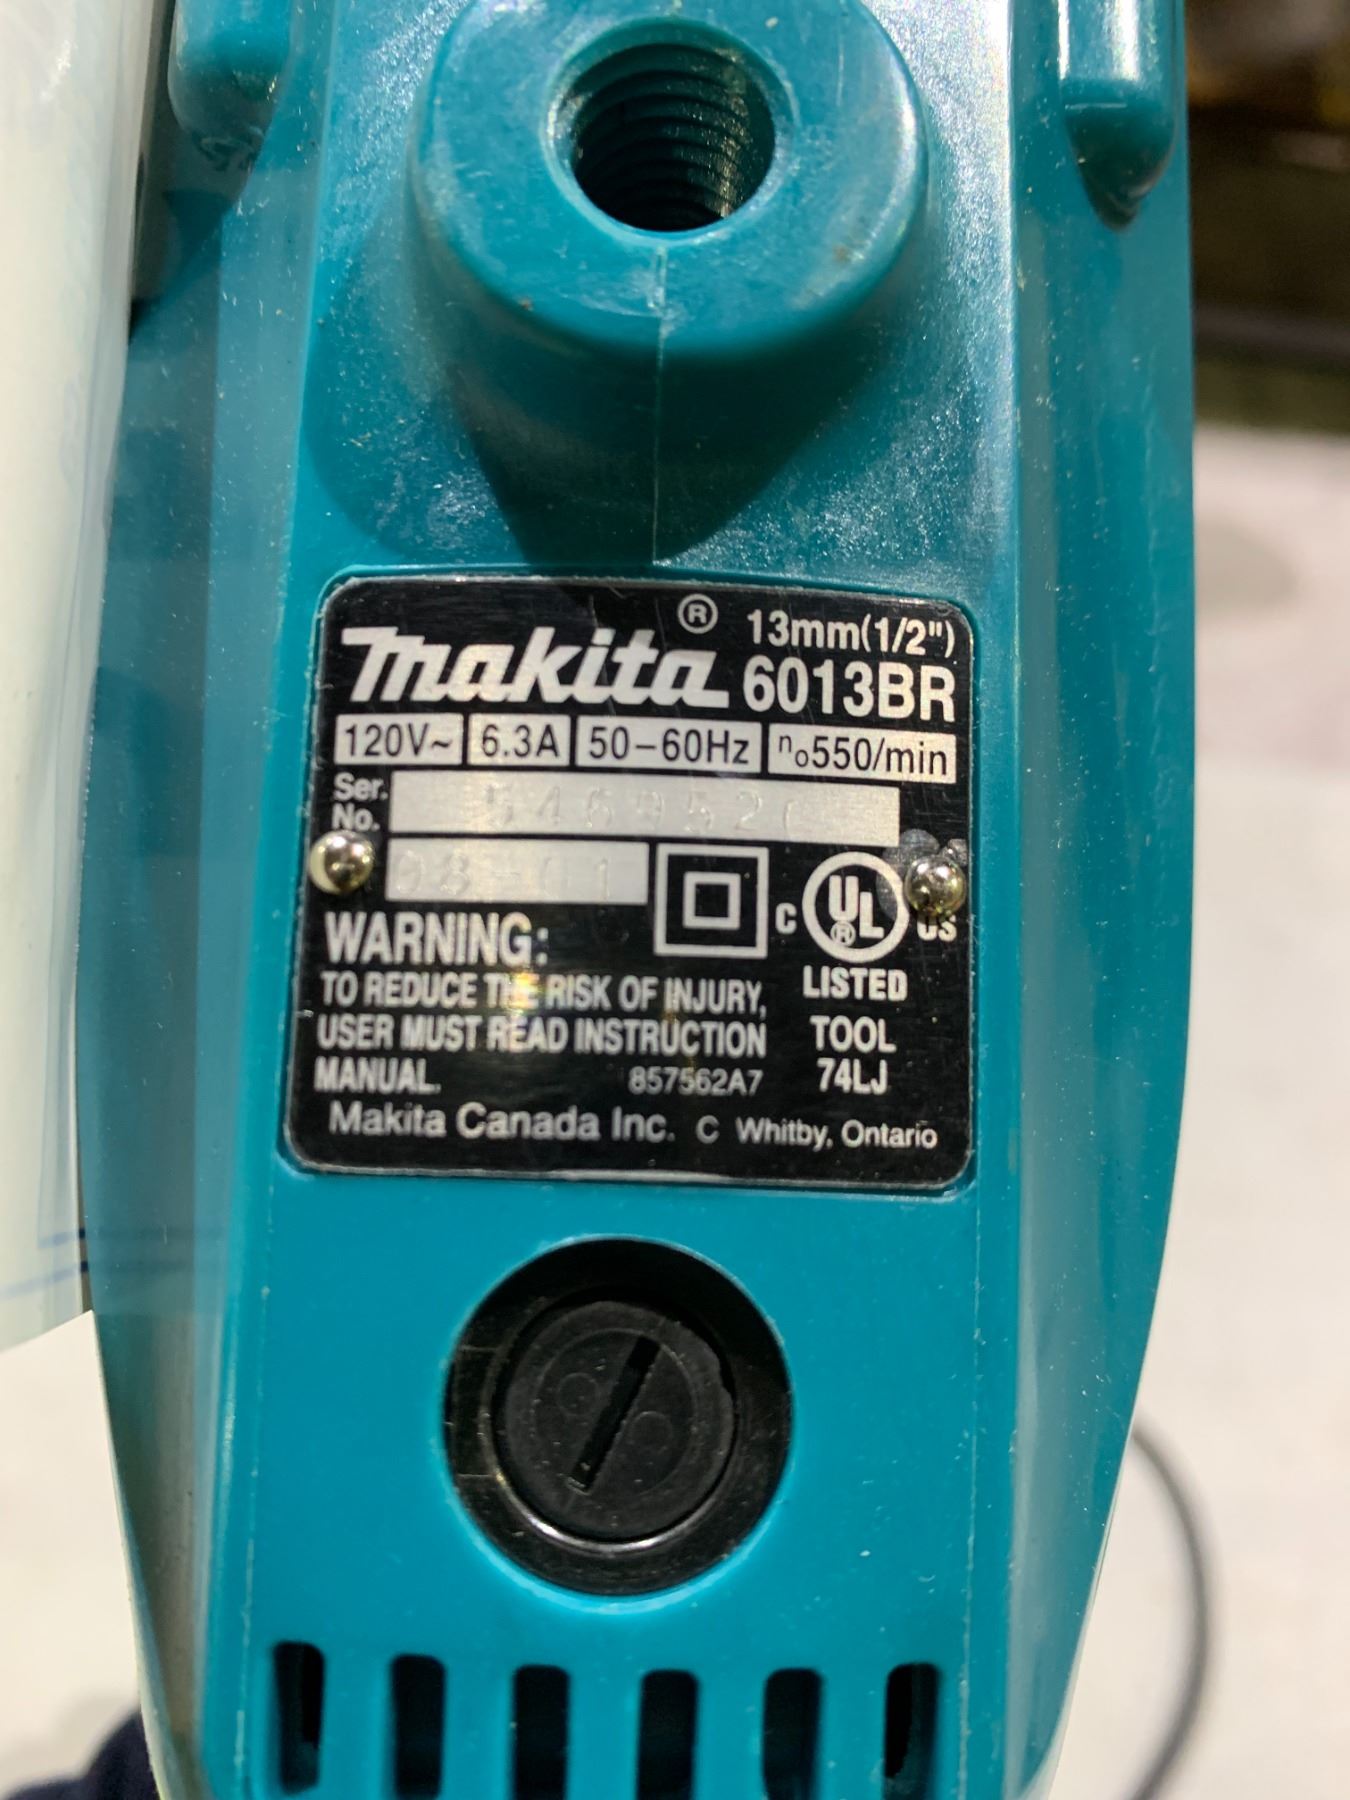 makita® 13mm(1/2")
6013BR
120V~ 6.3A 50-60Hz no550/min
Ser.
No.
WARNING:
TO REDUCE THE RISK OF INJURY,
USER MUST READ INSTRUCTION
MANUAL. 857562A7
C UL® US
LISTED
TOOL
74LJ
Makita Canada Inc. C Whitby, Ontario